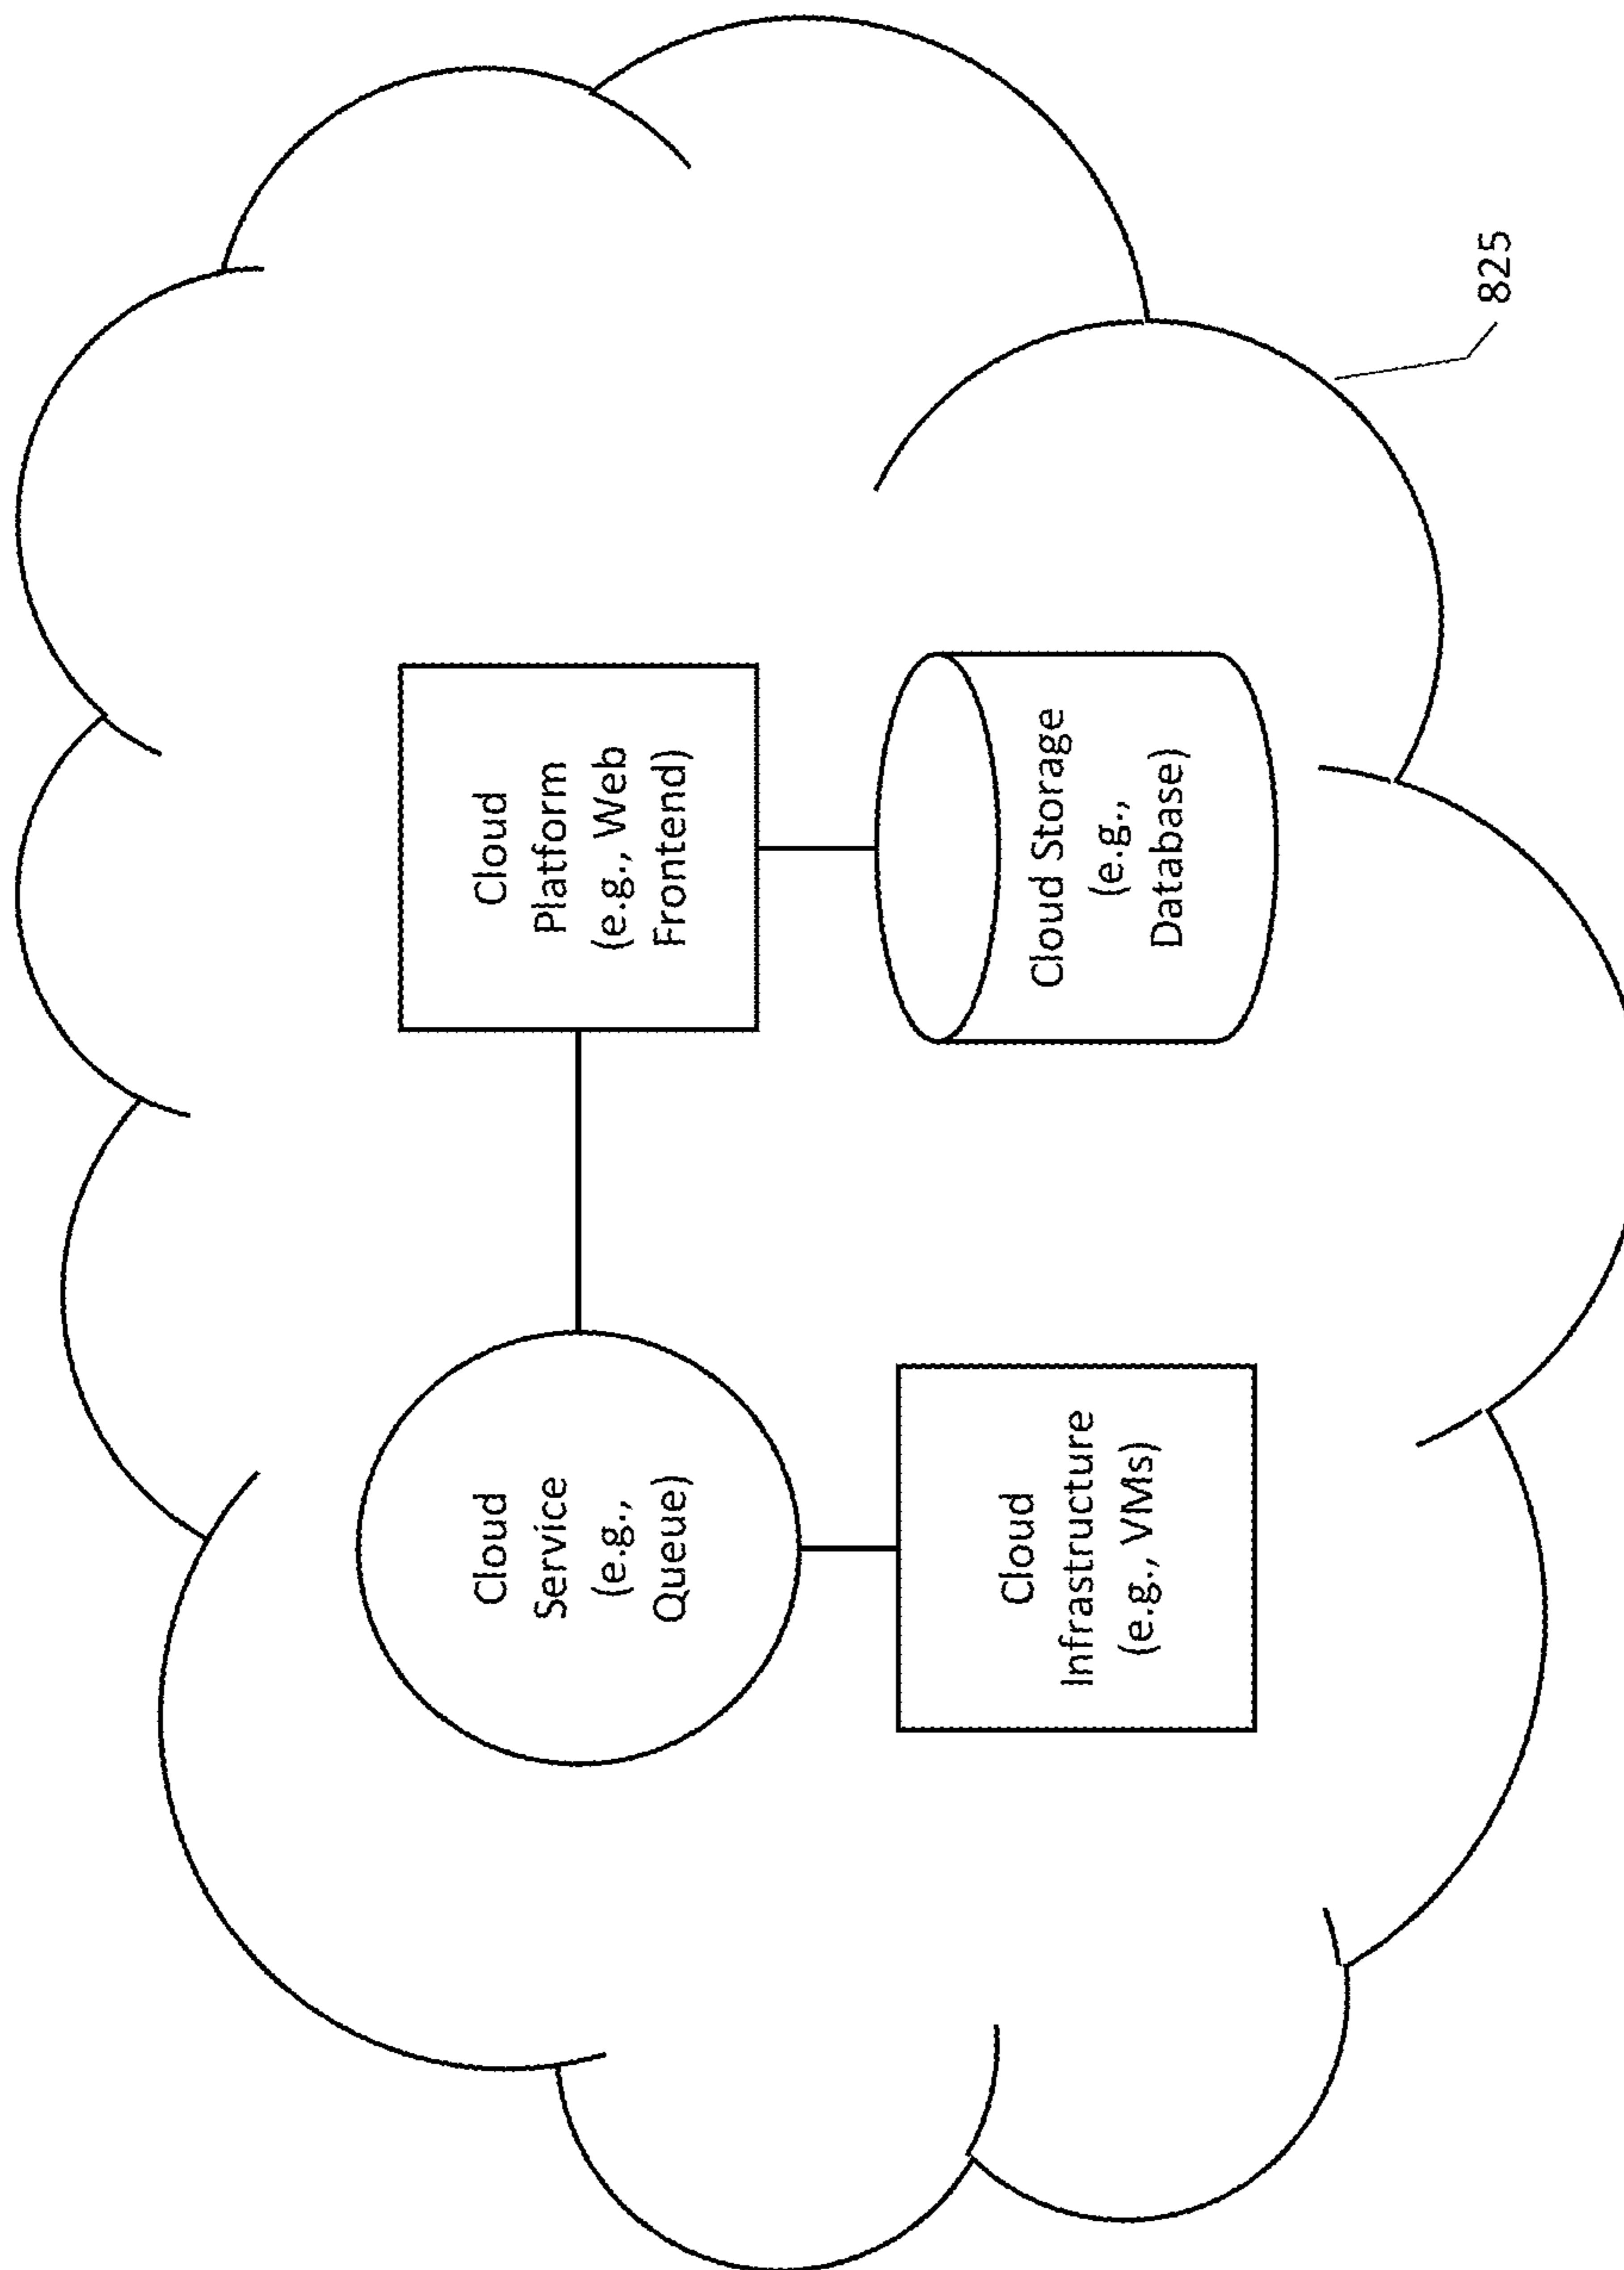 Cloud
Service
(e.g.,
Queue)
Cloud
Platform
(e.g., Web
Frontend)
Cloud
Infrastructure
(e.g., VMs)
Cloud Storage
(e.g.,
Database)
825